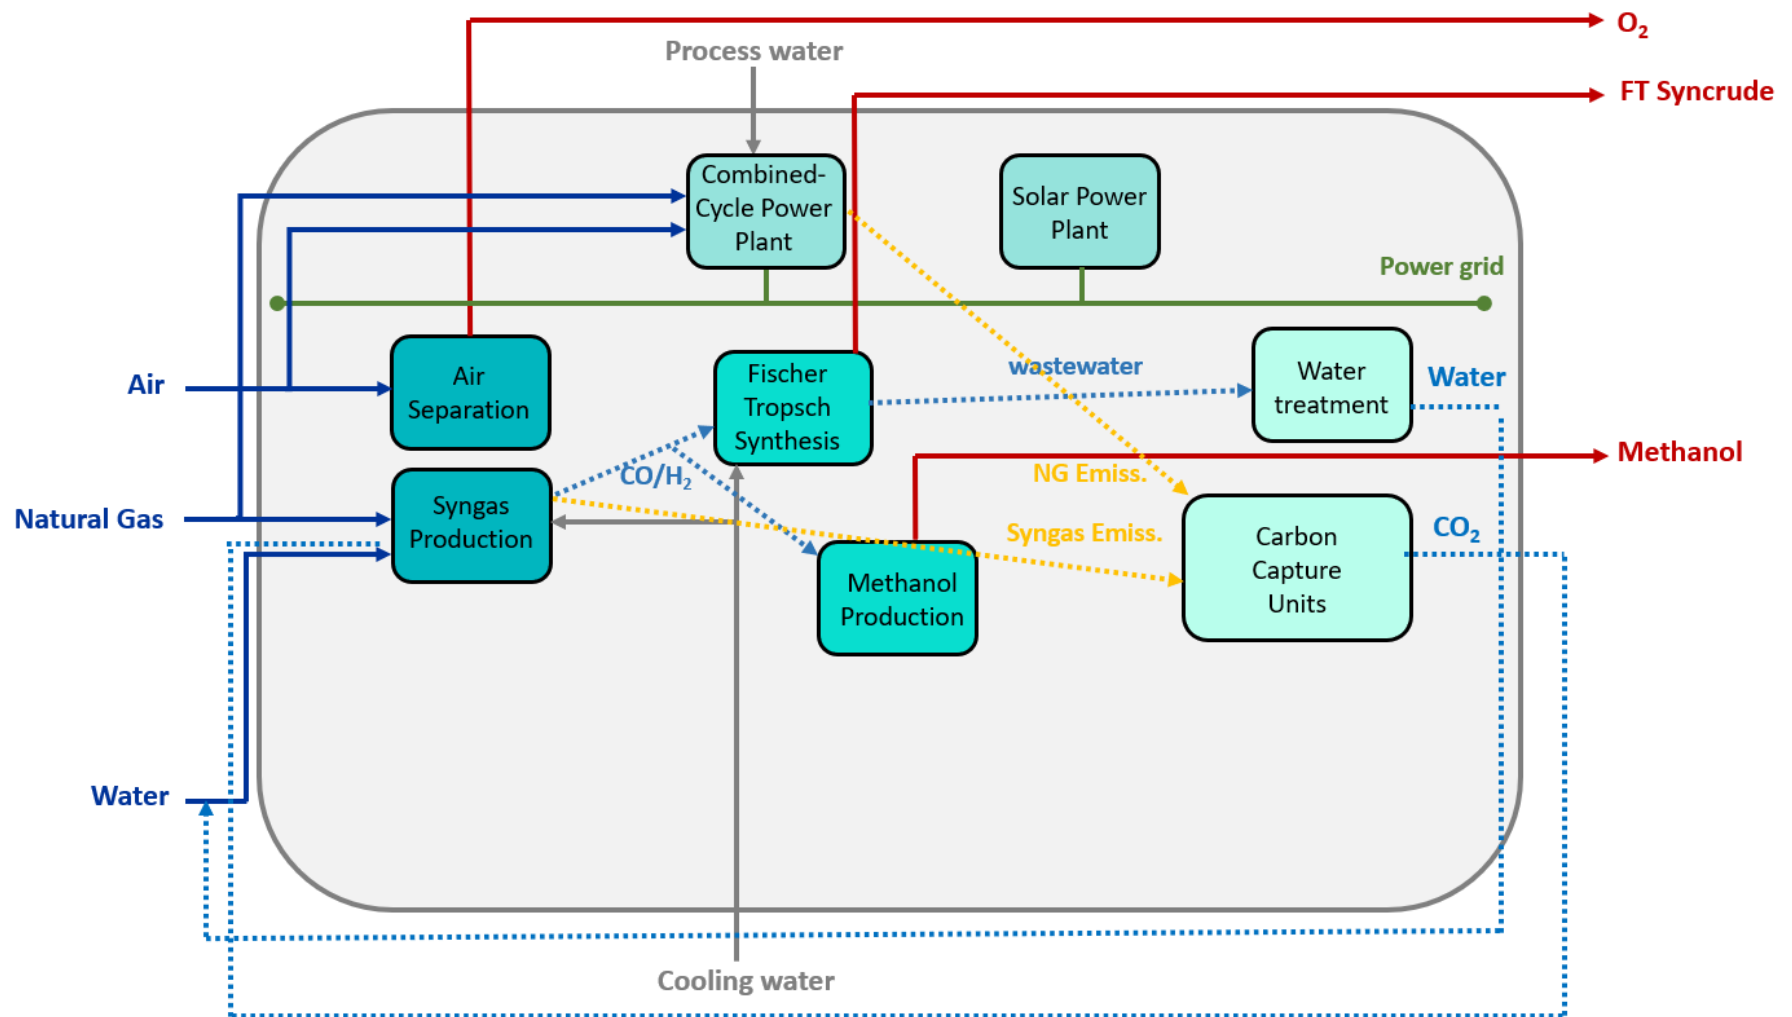 O2
Process water
FT Syncrude
Combined-
Cycle Power
Plant
Solar Power
Plant
Power grid
Air
Air
Separation
Fischer
Tropsch
Synthesis
wastewater
Water
treatment
Water
Methanol
CO/H2
NG Emiss.
Natural Gas
Syngas
Production
Syngas Emiss.
Carbon
Capture
Units
CO2
Methanol
Production
Water
Cooling water